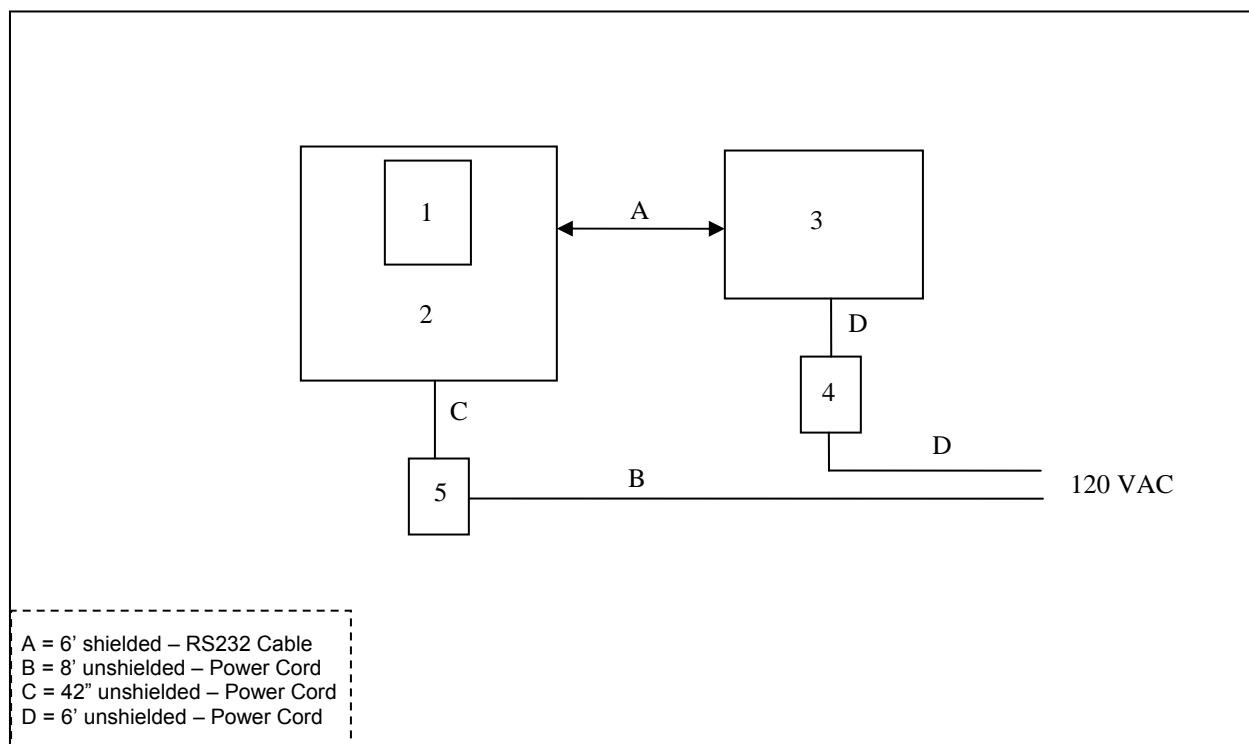 1
A
3
2
D
4
C
D
5
B
120 VAC
A = 6’ shielded – RS232 Cable
B = 8’ unshielded – Power Cord
C = 42” unshielded – Power Cord
D = 6’ unshielded – Power Cord